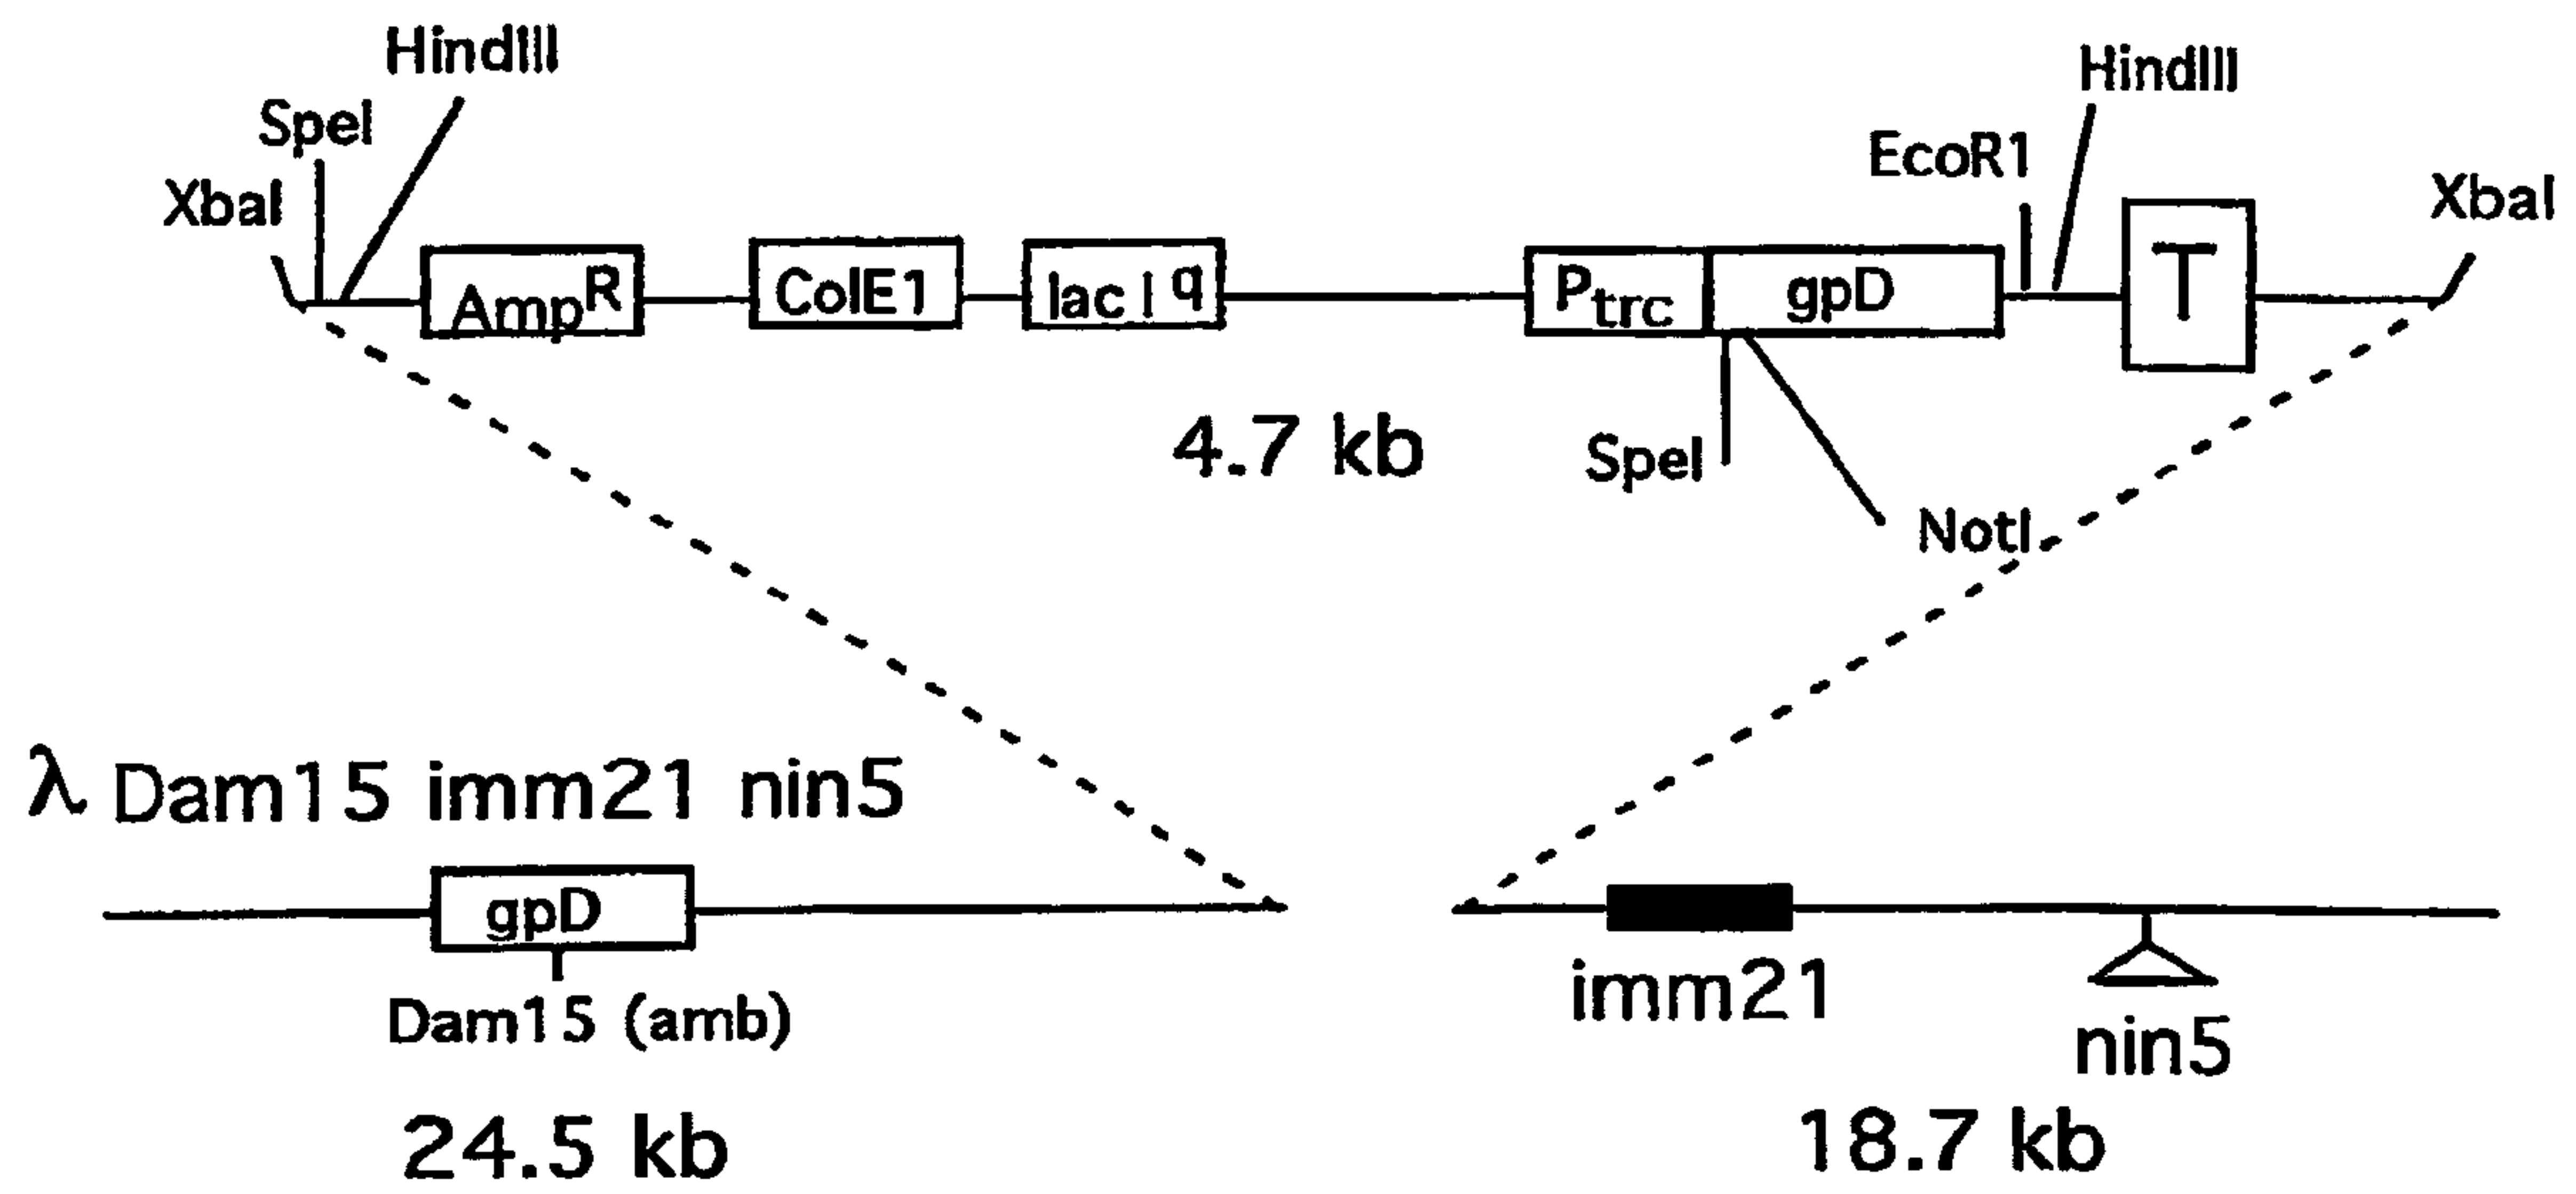 HindIII
HindIII
SpeI
EcoR1
XbaI
XbaI
Amp^R
ColE1
lac I q
Ptrc
gpD
T
4.7 kb
SpeI
NotI
λ Dam15 imm21 nin5
gpD
Dam15 (amb)
imm21
nin5
24.5 kb
18.7 kb